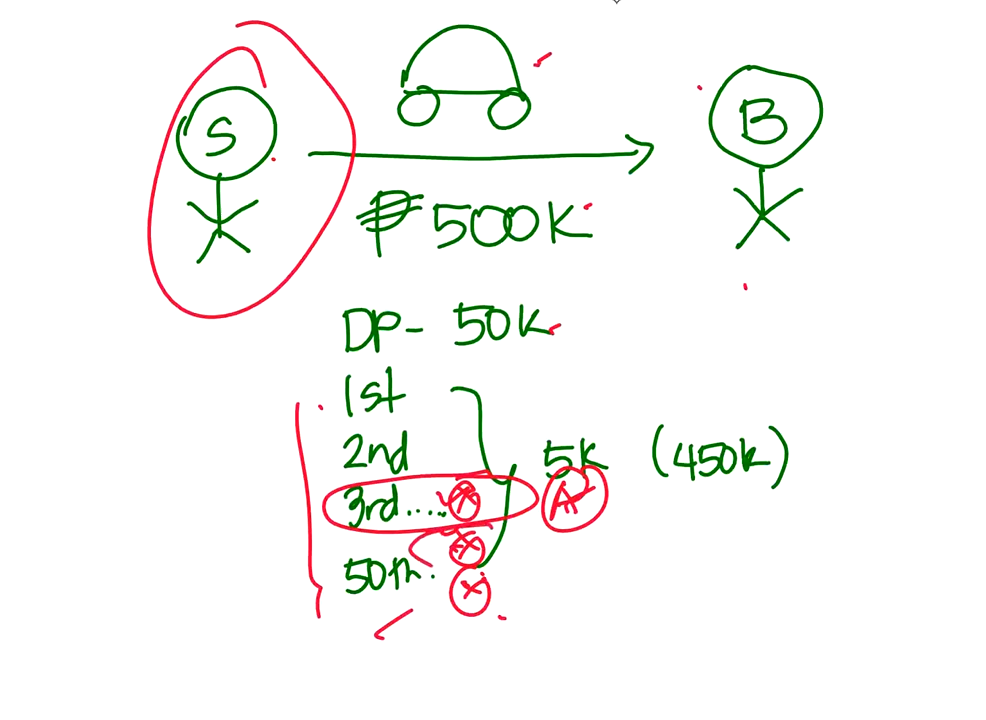 S
B
₱ 500K
DP- 50K
1st
2nd
5K (450K)
3rd.....x
A
x
50th.
x